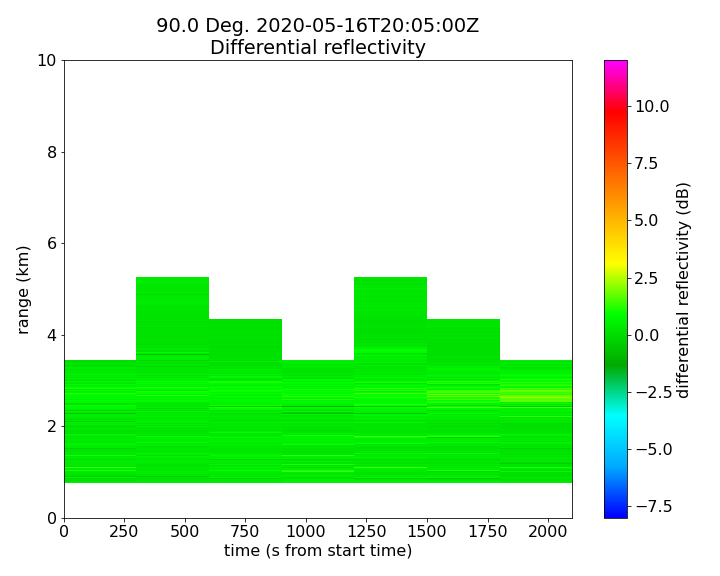 90.0 Deg. 2020-05-16T20:05:00Z
Differential reflectivity
10
8
6
4
2
0
range (km)
0 250 500 750 1000 1250 1500 1750 2000
time (s from start time)
10.0
7.5
5.0
2.5
0.0
−2.5
−5.0
−7.5
differential reflectivity (dB)